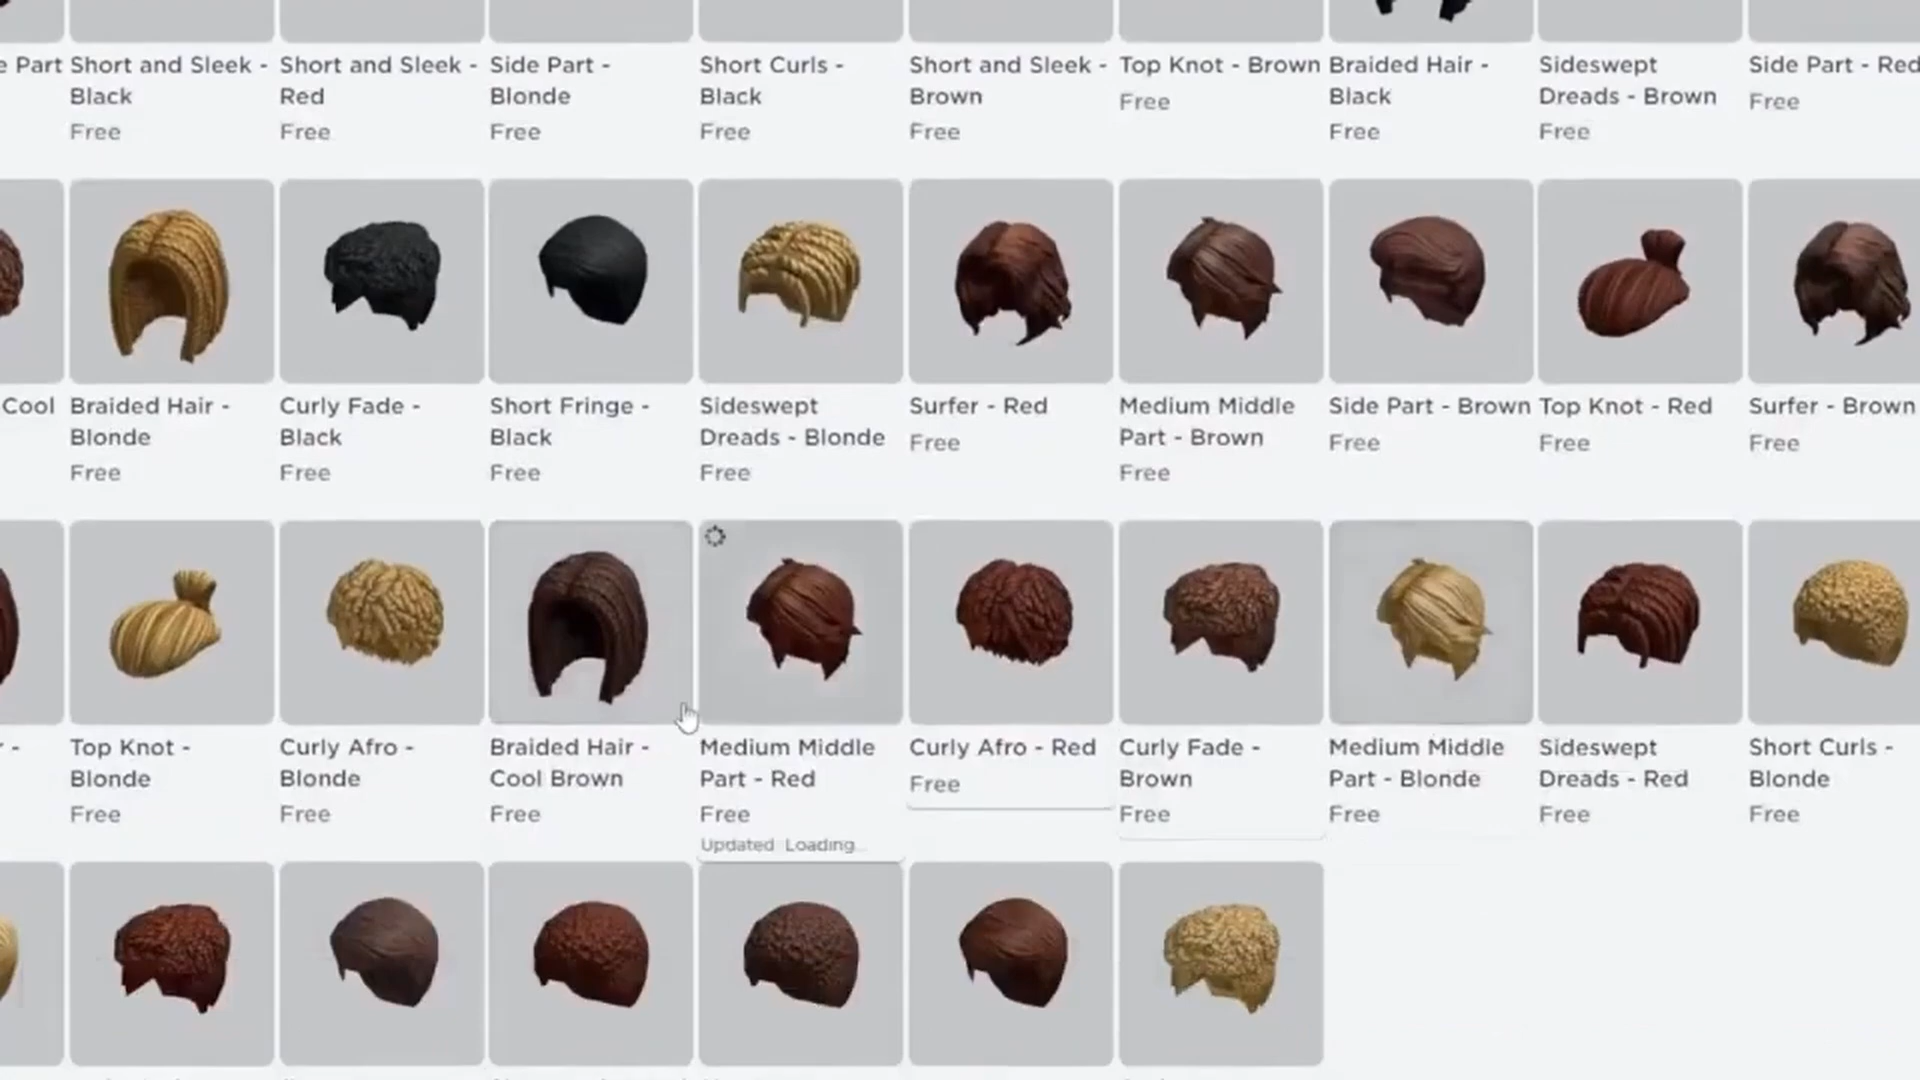 e Part
Short and Sleek -
Black
Free
Short and Sleek -
Red
Free
Side Part -
Blonde
Free
Short Curls -
Black
Free
Short and Sleek -
Brown
Free
Top Knot - Brown
Free
Braided Hair -
Black
Free
Sideswept
Dreads - Brown
Free
Side Part - Red
Free
Cool
Braided Hair -
Blonde
Free
Curly Fade -
Black
Free
Short Fringe -
Black
Free
Sideswept
Dreads - Blonde
Free
Surfer - Red
Free
Medium Middle
Part - Brown
Free
Side Part - Brown
Free
Top Knot - Red
Free
Surfer - Brown
Free
-
Top Knot -
Blonde
Free
Curly Afro -
Blonde
Free
Braided Hair -
Cool Brown
Free
Medium Middle
Part - Red
Free
Updated Loading...
Curly Afro - Red
Free
Curly Fade -
Brown
Free
Medium Middle
Part - Blonde
Free
Sideswept
Dreads - Red
Free
Short Curls -
Blonde
Free